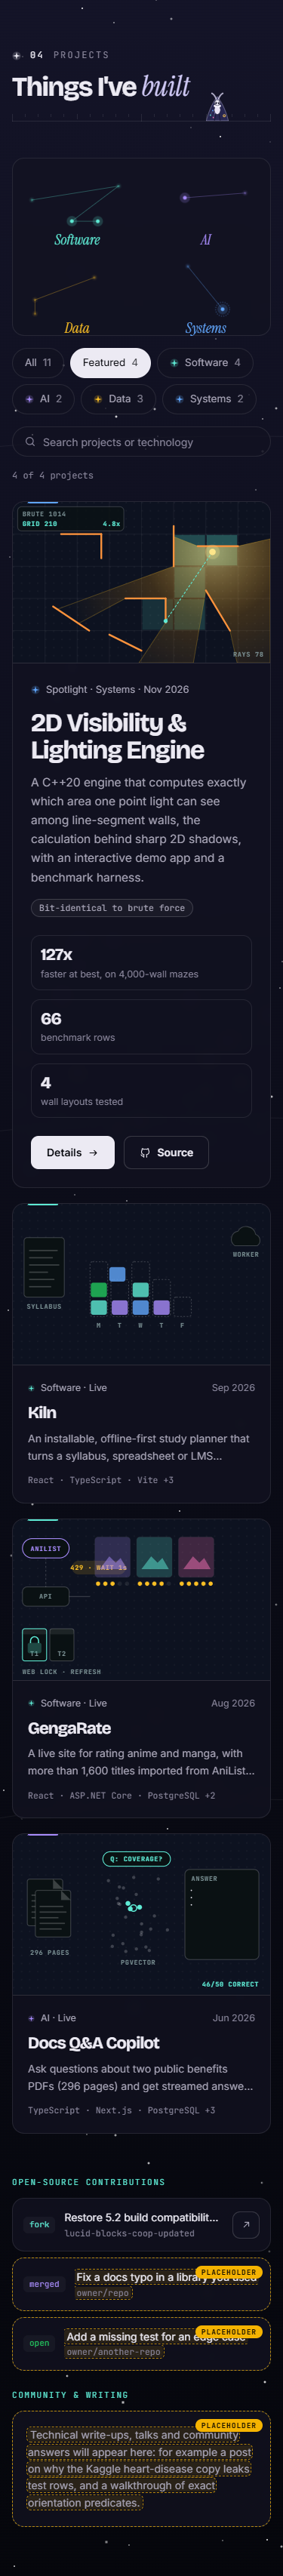 04 PROJECTS
Things I've built
Software
AI
Data
Systems
All 11
Featured 4
Software 4
AI 2
Data 3
Systems 2
Search projects or technology
4 of 4 projects
BRUTE 1014
GRID 210 4.8x
RAYS 78
Spotlight · Systems · Nov 2026
2D Visibility &
Lighting Engine
A C++20 engine that computes exactly
which area one point light can see
among line-segment walls, the
calculation behind sharp 2D shadows,
with an interactive demo app and a
benchmark harness.
Bit-identical to brute force
127x
faster at best, on 4,000-wall mazes
66
benchmark rows
4
wall layouts tested
Details →
Source
WORKER
SYLLABUS
M T W T F
Software · Live Sep 2026
Kiln
An installable, offline-first study planner that
turns a syllabus, spreadsheet or LMS...
React · TypeScript · Vite +3
ANILIST
429 · WAIT 1s
API
T1 T2
WEB LOCK · REFRESH
Software · Live Aug 2026
GengaRate
A live site for rating anime and manga, with
more than 1,600 titles imported from AniList...
React · ASP.NET Core · PostgreSQL +2
Q: COVERAGE?
ANSWER
296 PAGES
PGVECTOR
46/50 CORRECT
AI · Live Jun 2026
Docs Q&A Copilot
Ask questions about two public benefits
PDFs (296 pages) and get streamed answe...
TypeScript · Next.js · PostgreSQL +3
OPEN-SOURCE CONTRIBUTIONS
fork
Restore 5.2 build compatibilit...
lucid-blocks-coop-updated
PLACEHOLDER
merged
Fix a docs typo in a library you used
owner/repo
PLACEHOLDER
open
Add a missing test for an edge case
owner/another-repo
COMMUNITY & WRITING
PLACEHOLDER
Technical write-ups, talks and community
answers will appear here: for example a post
on why the Kaggle heart-disease copy leaks
test rows, and a walkthrough of exact
orientation predicates.